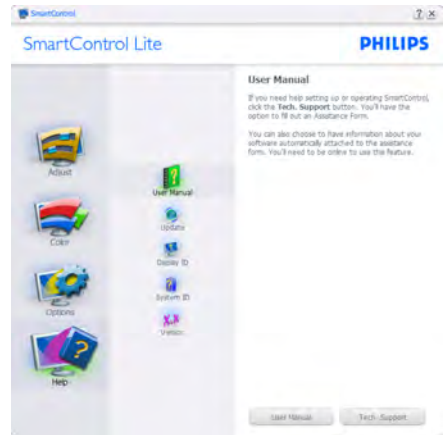 SmartControl
? x
SmartControl Lite
PHILIPS
Adjust
Color
Options
Help
User Manual
Update
Display ID
System ID
Version
User Manual
If you need help setting up or operating SmartControl,
click the Tech. Support button. You'll have the
option to fill out an Assistance Form.
You can also choose to have information about your
software automatically attached to the assistance
form. You'll need to be online to use this feature.
User Manual
Tech. Support